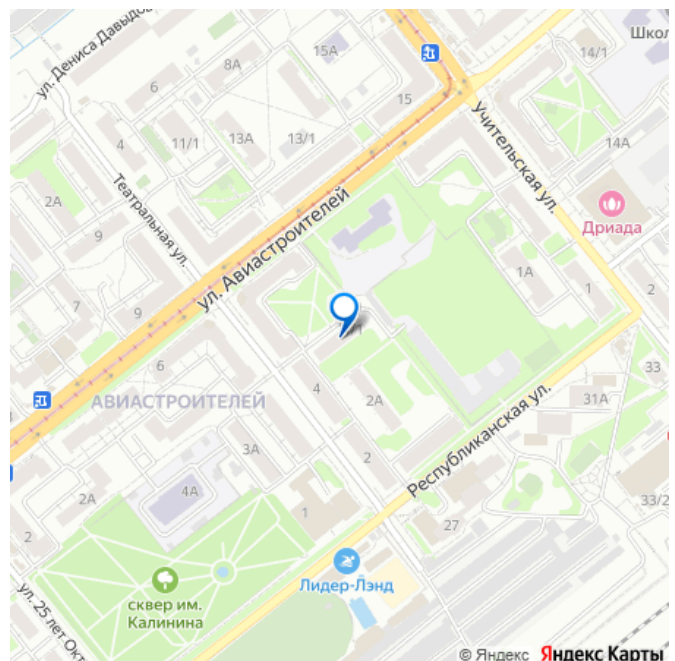 ул. Дениса Давыдов
15А
Школ
14/1
8А
6
15
4
11/1
13А
13/1
Учительская ул.
14А
Театральная ул.
2А
9
ул. Авиастроителей
Дриада
1А
1
2
7
9
6
4
33
АВИАСТРОИТЕЛЕЙ
2А
31А
3А
2
Республиканская ул.
4А
2А
1
33/2
27
2
Лидер-Лэнд
сквер им.
Калинина
ул. 25 лет Окт
© Яндекс Яндекс Карты